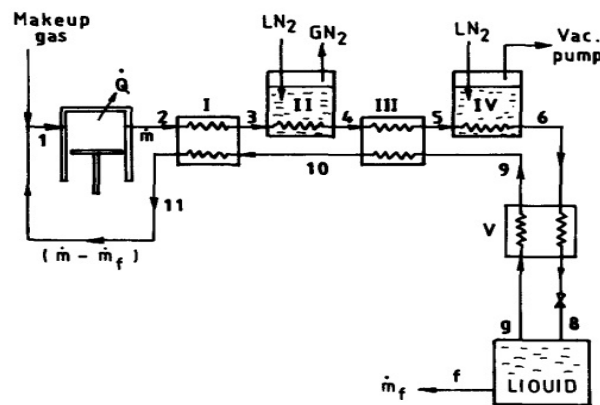 Makeup
gas
Q̇
LN2
GN2
LN2
Vac.
pump
1
2
ṁ
I
3
II
4
III
5
IV
6
11
10
9
(ṁ − ṁf)
V
g
8
ṁf
f
LIQUID